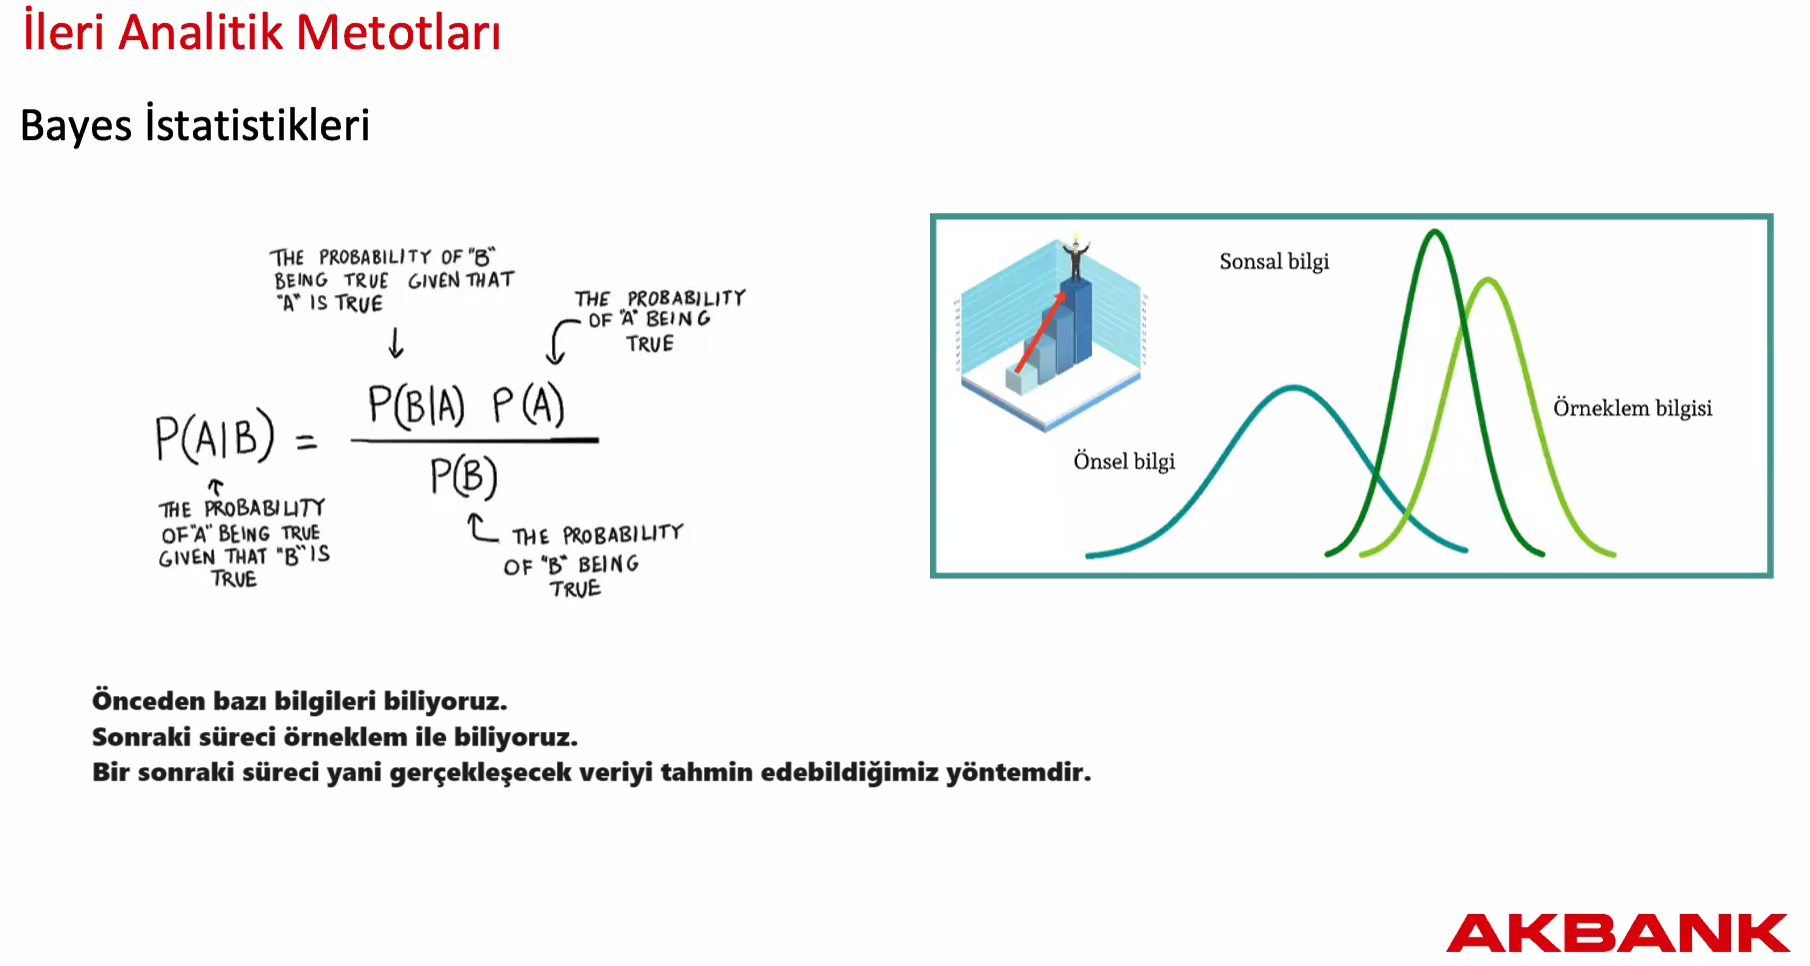 İleri Analitik Metotları
Bayes İstatistikleri
THE PROBABILITY OF "B"
BEING TRUE GIVEN THAT
"A" IS TRUE
THE PROBABILITY
OF "A" BEING
TRUE
P(A|B) = P(B|A) P(A)
P(B)
THE PROBABILITY
OF "A" BEING TRUE
GIVEN THAT "B" IS
TRUE
THE PROBABILITY
OF "B" BEING
TRUE
Sonsal bilgi
Örneklem bilgisi
Önsel bilgi
Önceden bazı bilgileri biliyoruz.
Sonraki süreci örneklem ile biliyoruz.
Bir sonraki süreci yani gerçekleşecek veriyi tahmin edebildiğimiz yöntemdir.
AKBANK